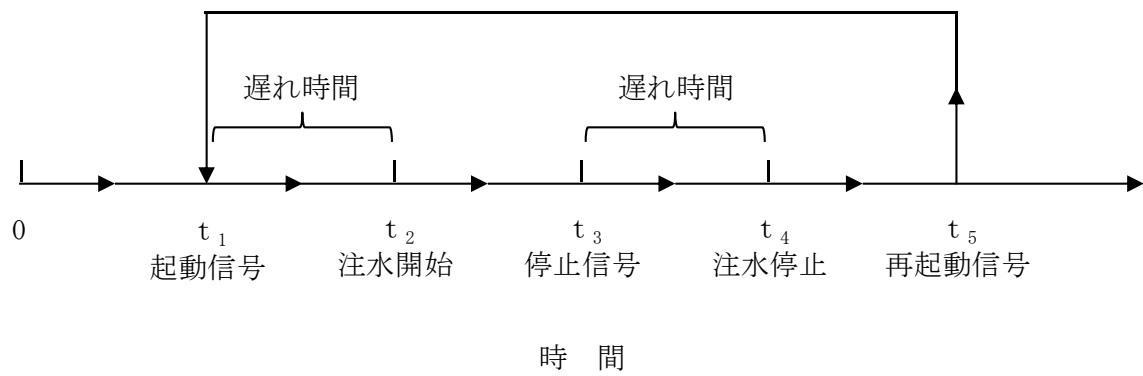 遅れ時間 遅れ時間
0 t₁ t₂ t₃ t₄ t₅
起動信号 注水開始 停止信号 注水停止 再起動信号
時 間